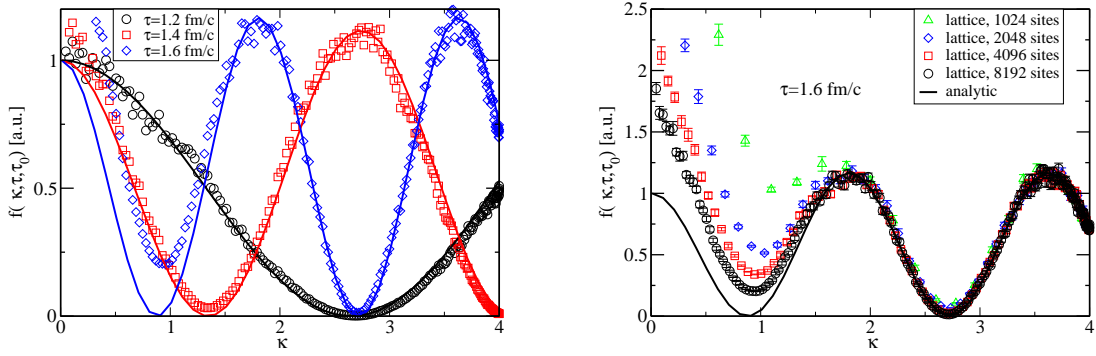 τ=1.2 fm/c
τ=1.4 fm/c
τ=1.6 fm/c
f( κ,τ,τ₀) [a.u.]
1
0.5
0
0 1 2 3 4
κ
lattice, 1024 sites
lattice, 2048 sites
lattice, 4096 sites
lattice, 8192 sites
analytic
τ=1.6 fm/c
f( κ,τ,τ₀) [a.u.]
2.5
2.0
1.5
1.0
0.5
0
0 1 2 3 4
κ